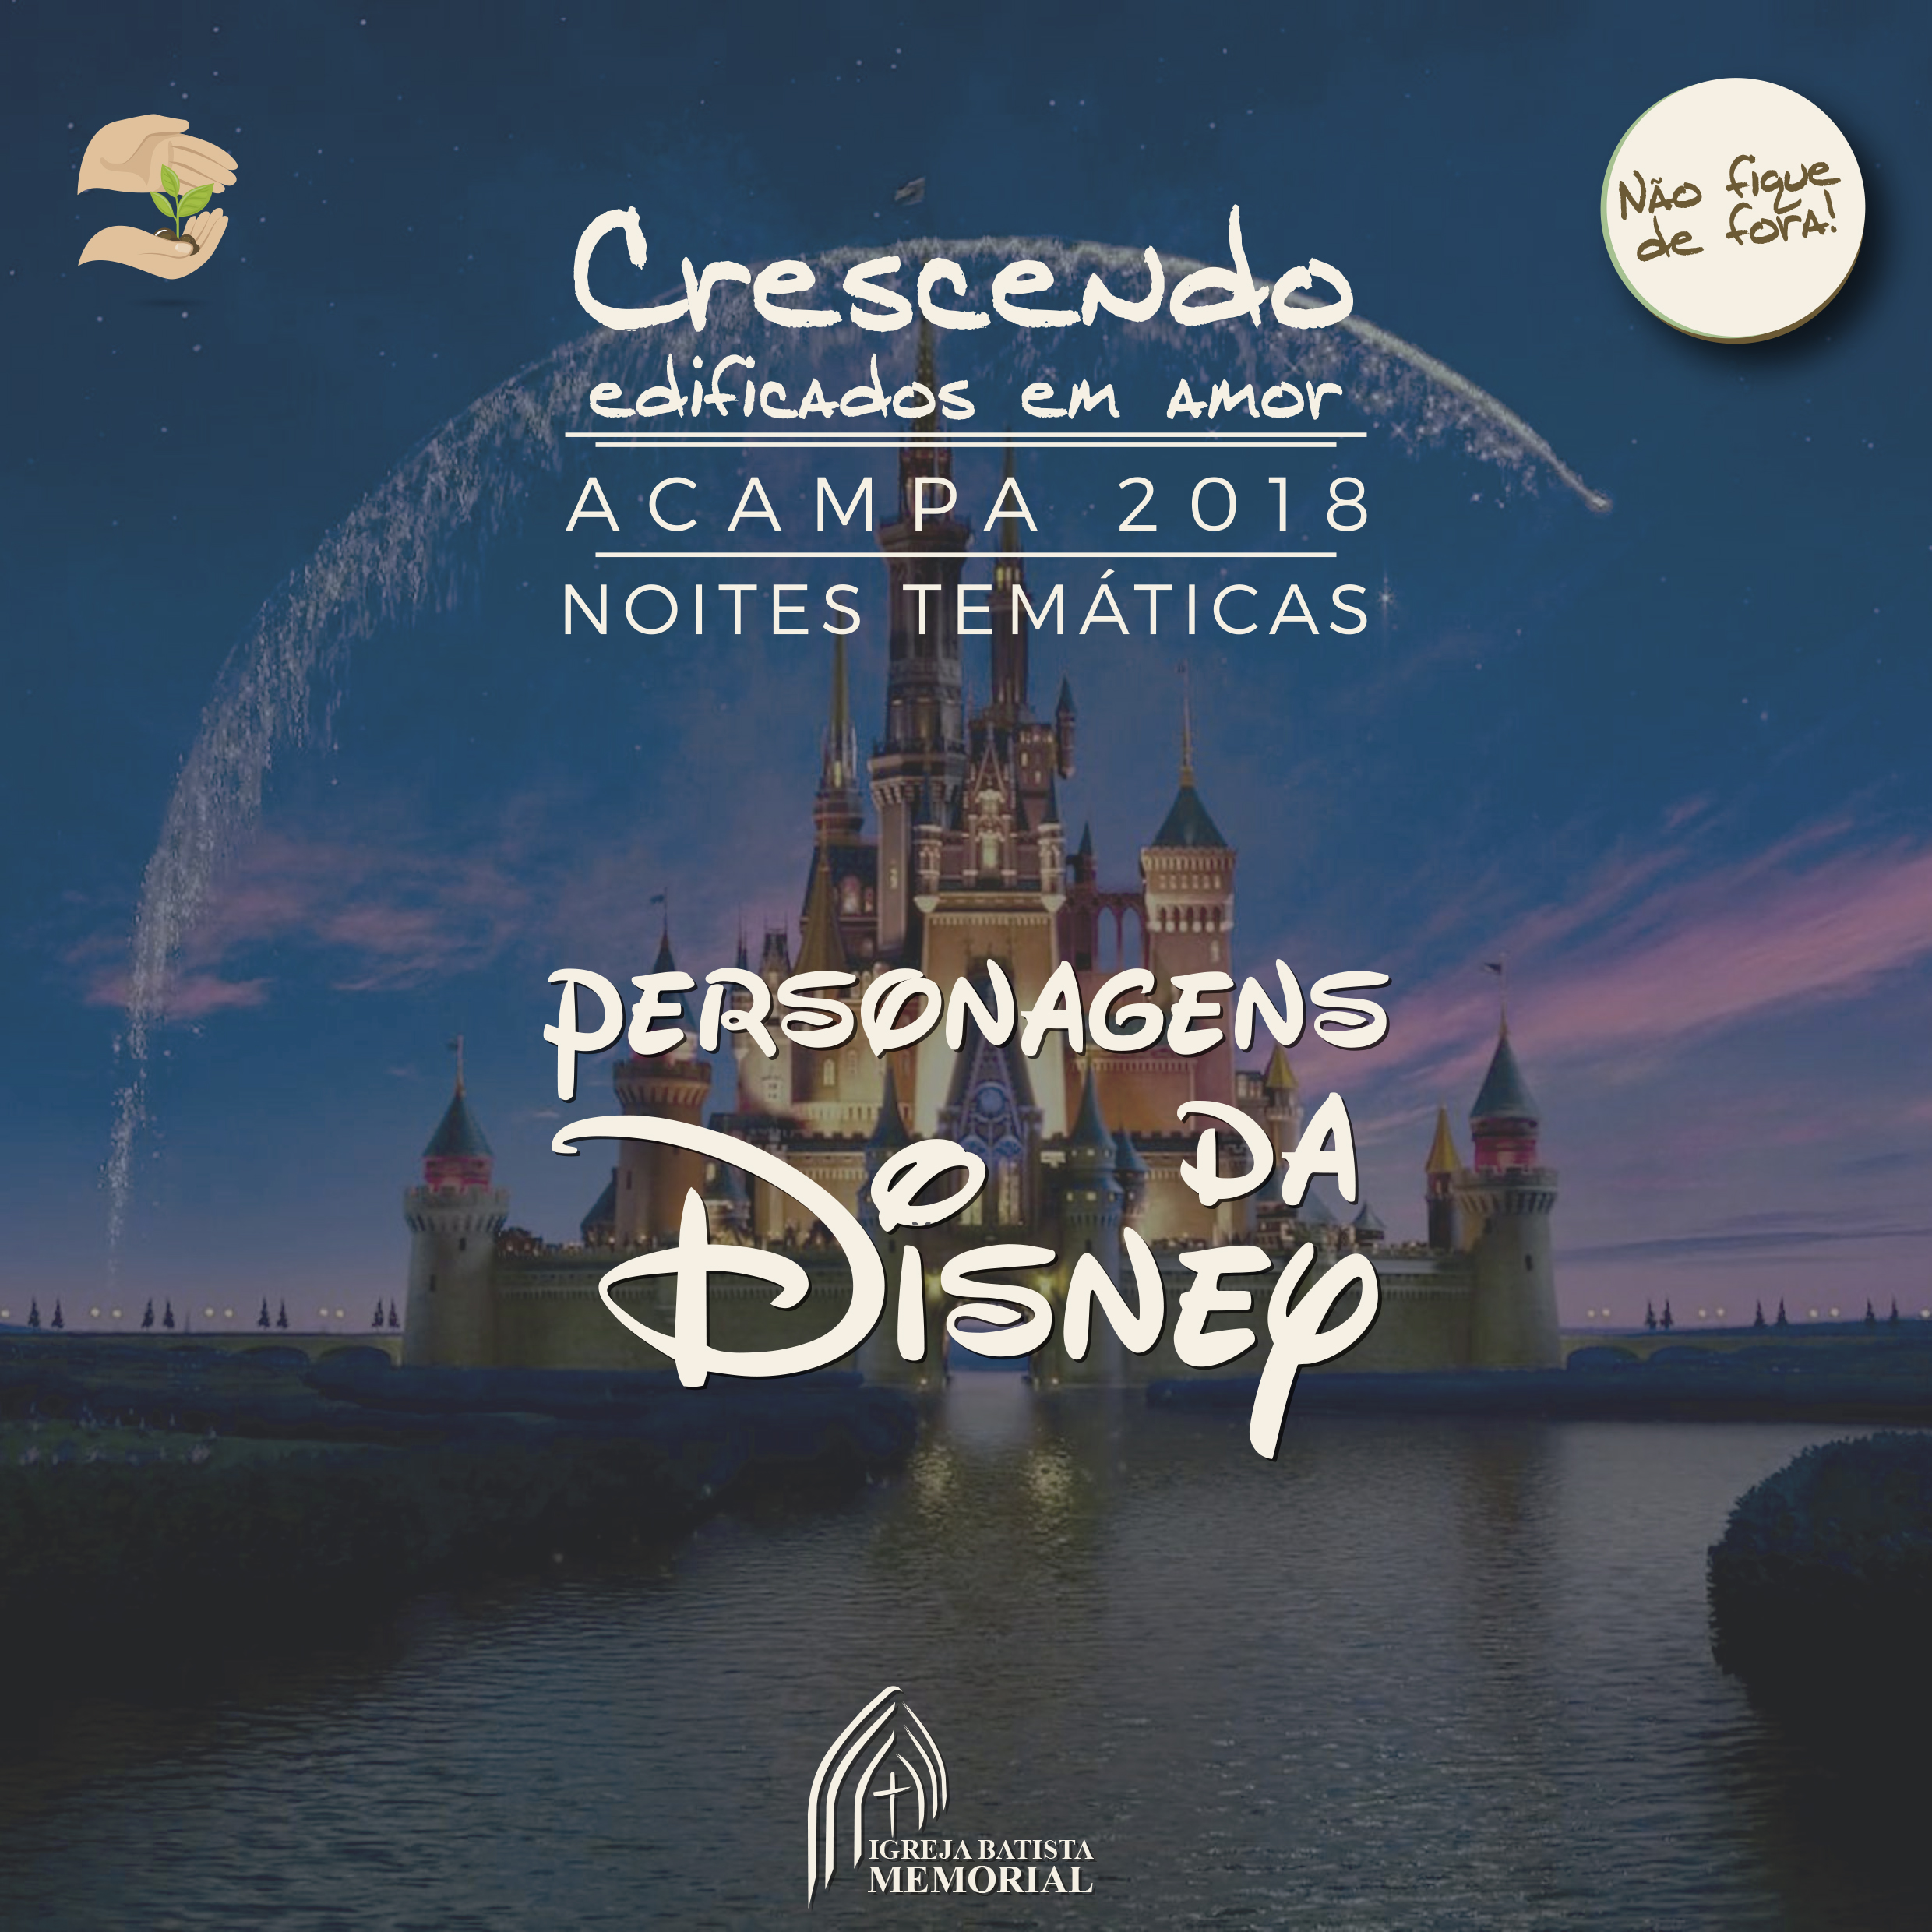 Não fique
de fora!
Crescendo
edificados em amor
ACAMPA 2018
NOITES TEMÁTICAS
PERSONAGENS
DA
DISNEY
IGREJA BATISTA
MEMORIAL